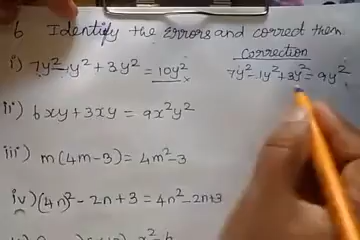 6 Identify the errors and correct them
Correction
i) 7y² - 1y² + 3y² = 10y² ×
7y² - 1y² + 3y² = 9y²
ii) 6xy + 3xy = 9x²y²
iii) m(4m-3) = 4m² - 3
iv) (4n)² - 2n + 3 = 4n² - 2n + 3